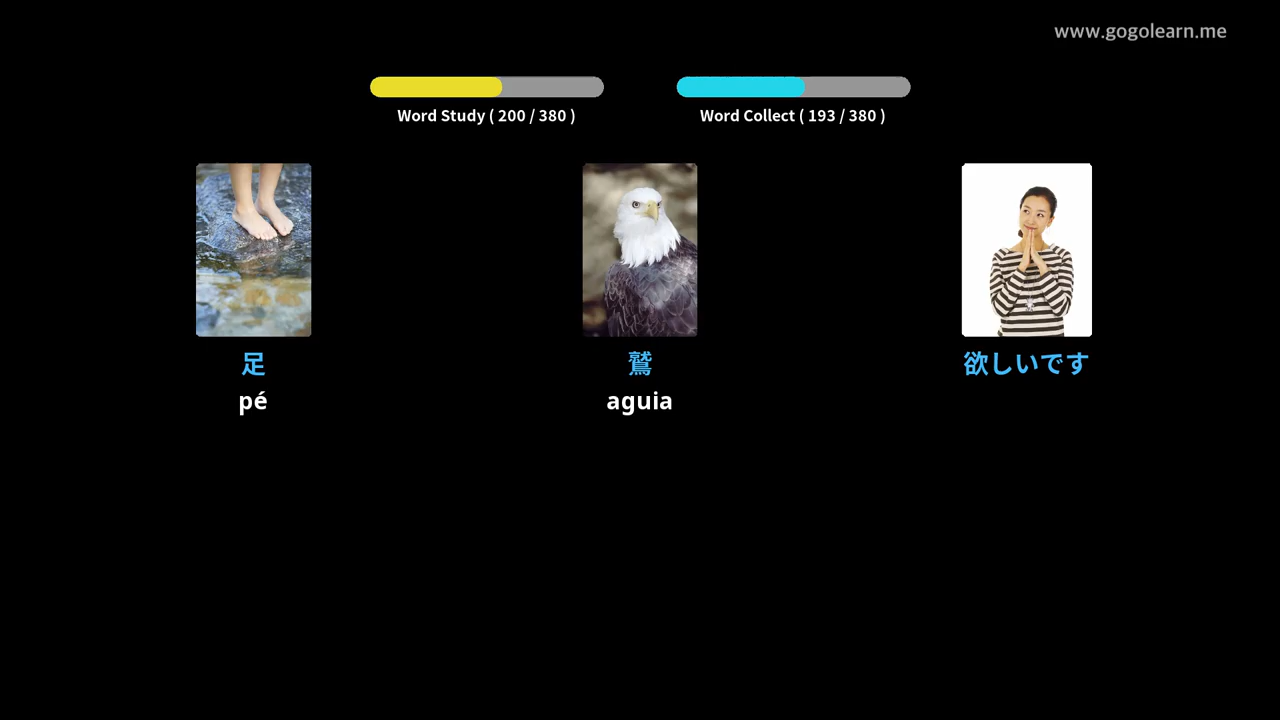 www.gogolearn.me
Word Study ( 200 / 380 )
Word Collect ( 193 / 380 )
足
pé
鷲
aguia
欲しいです